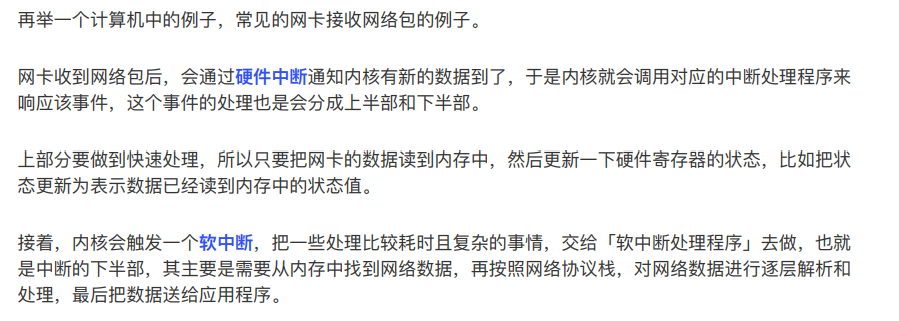 再举一个计算机中的例子，常见的网卡接收网络包的例子。
网卡收到网络包后，会通过硬件中断通知内核有新的数据到了，于是内核就会调用对应的中断处理程序来
响应该事件，这个事件的处理也是会分成上半部和下半部。
上部分要做到快速处理，所以只要把网卡的数据读到内存中，然后更新一下硬件寄存器的状态，比如把状
态更新为表示数据已经读到内存中的状态值。
接着，内核会触发一个软中断，把一些处理比较耗时且复杂的事情，交给「软中断处理程序」去做，也就
是中断的下半部，其主要是需要从内存中找到网络数据，再按照网络协议栈，对网络数据进行逐层解析和
处理，最后把数据送给应用程序。